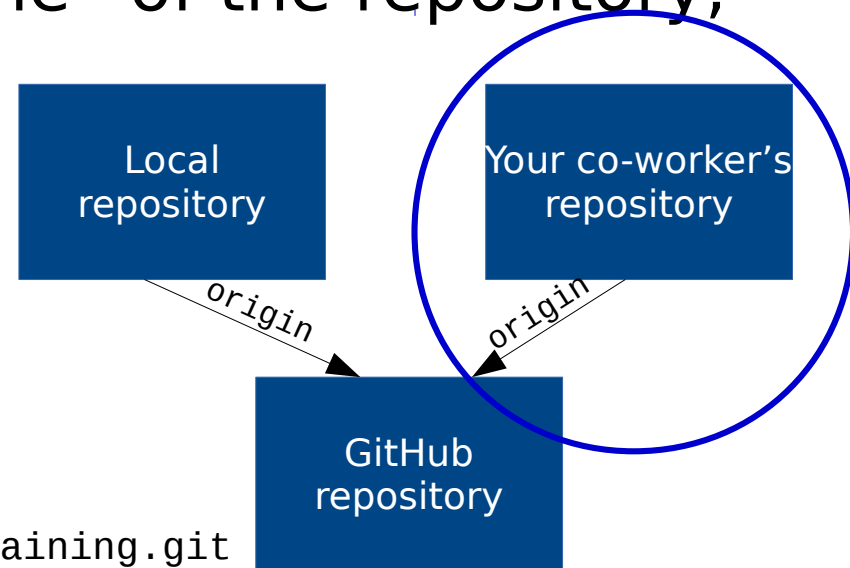 of the repository,
Local
repository
Your co-worker’s
repository
origin
origin
GitHub
repository
aining.git